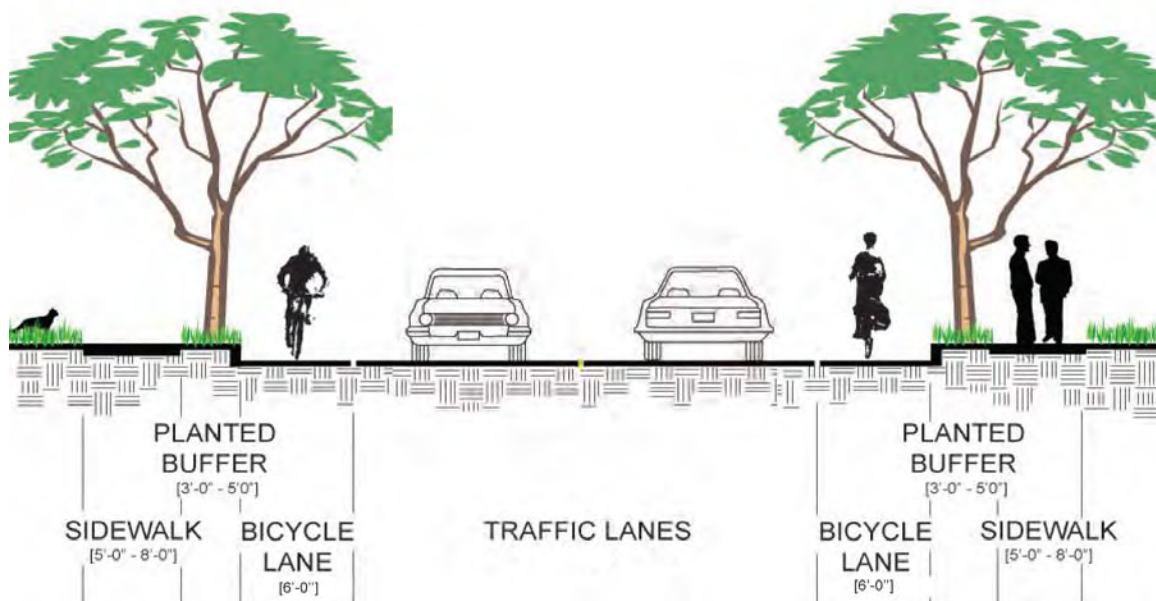 PLANTED
BUFFER
[3'-0" - 5'0"]
PLANTED
BUFFER
[3'-0" - 5'0"]
SIDEWALK
[5'-0" - 8'-0"]
BICYCLE
LANE
[6'-0"]
TRAFFIC LANES
BICYCLE
LANE
[6'-0"]
SIDEWALK
[5'-0" - 8'-0"]